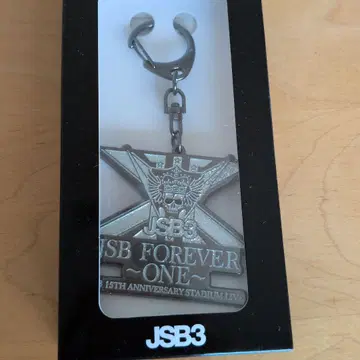 JSB3
JSB FOREVER
~ONE~
15TH ANNIVERSARY STADIUM LIVE
JSB3